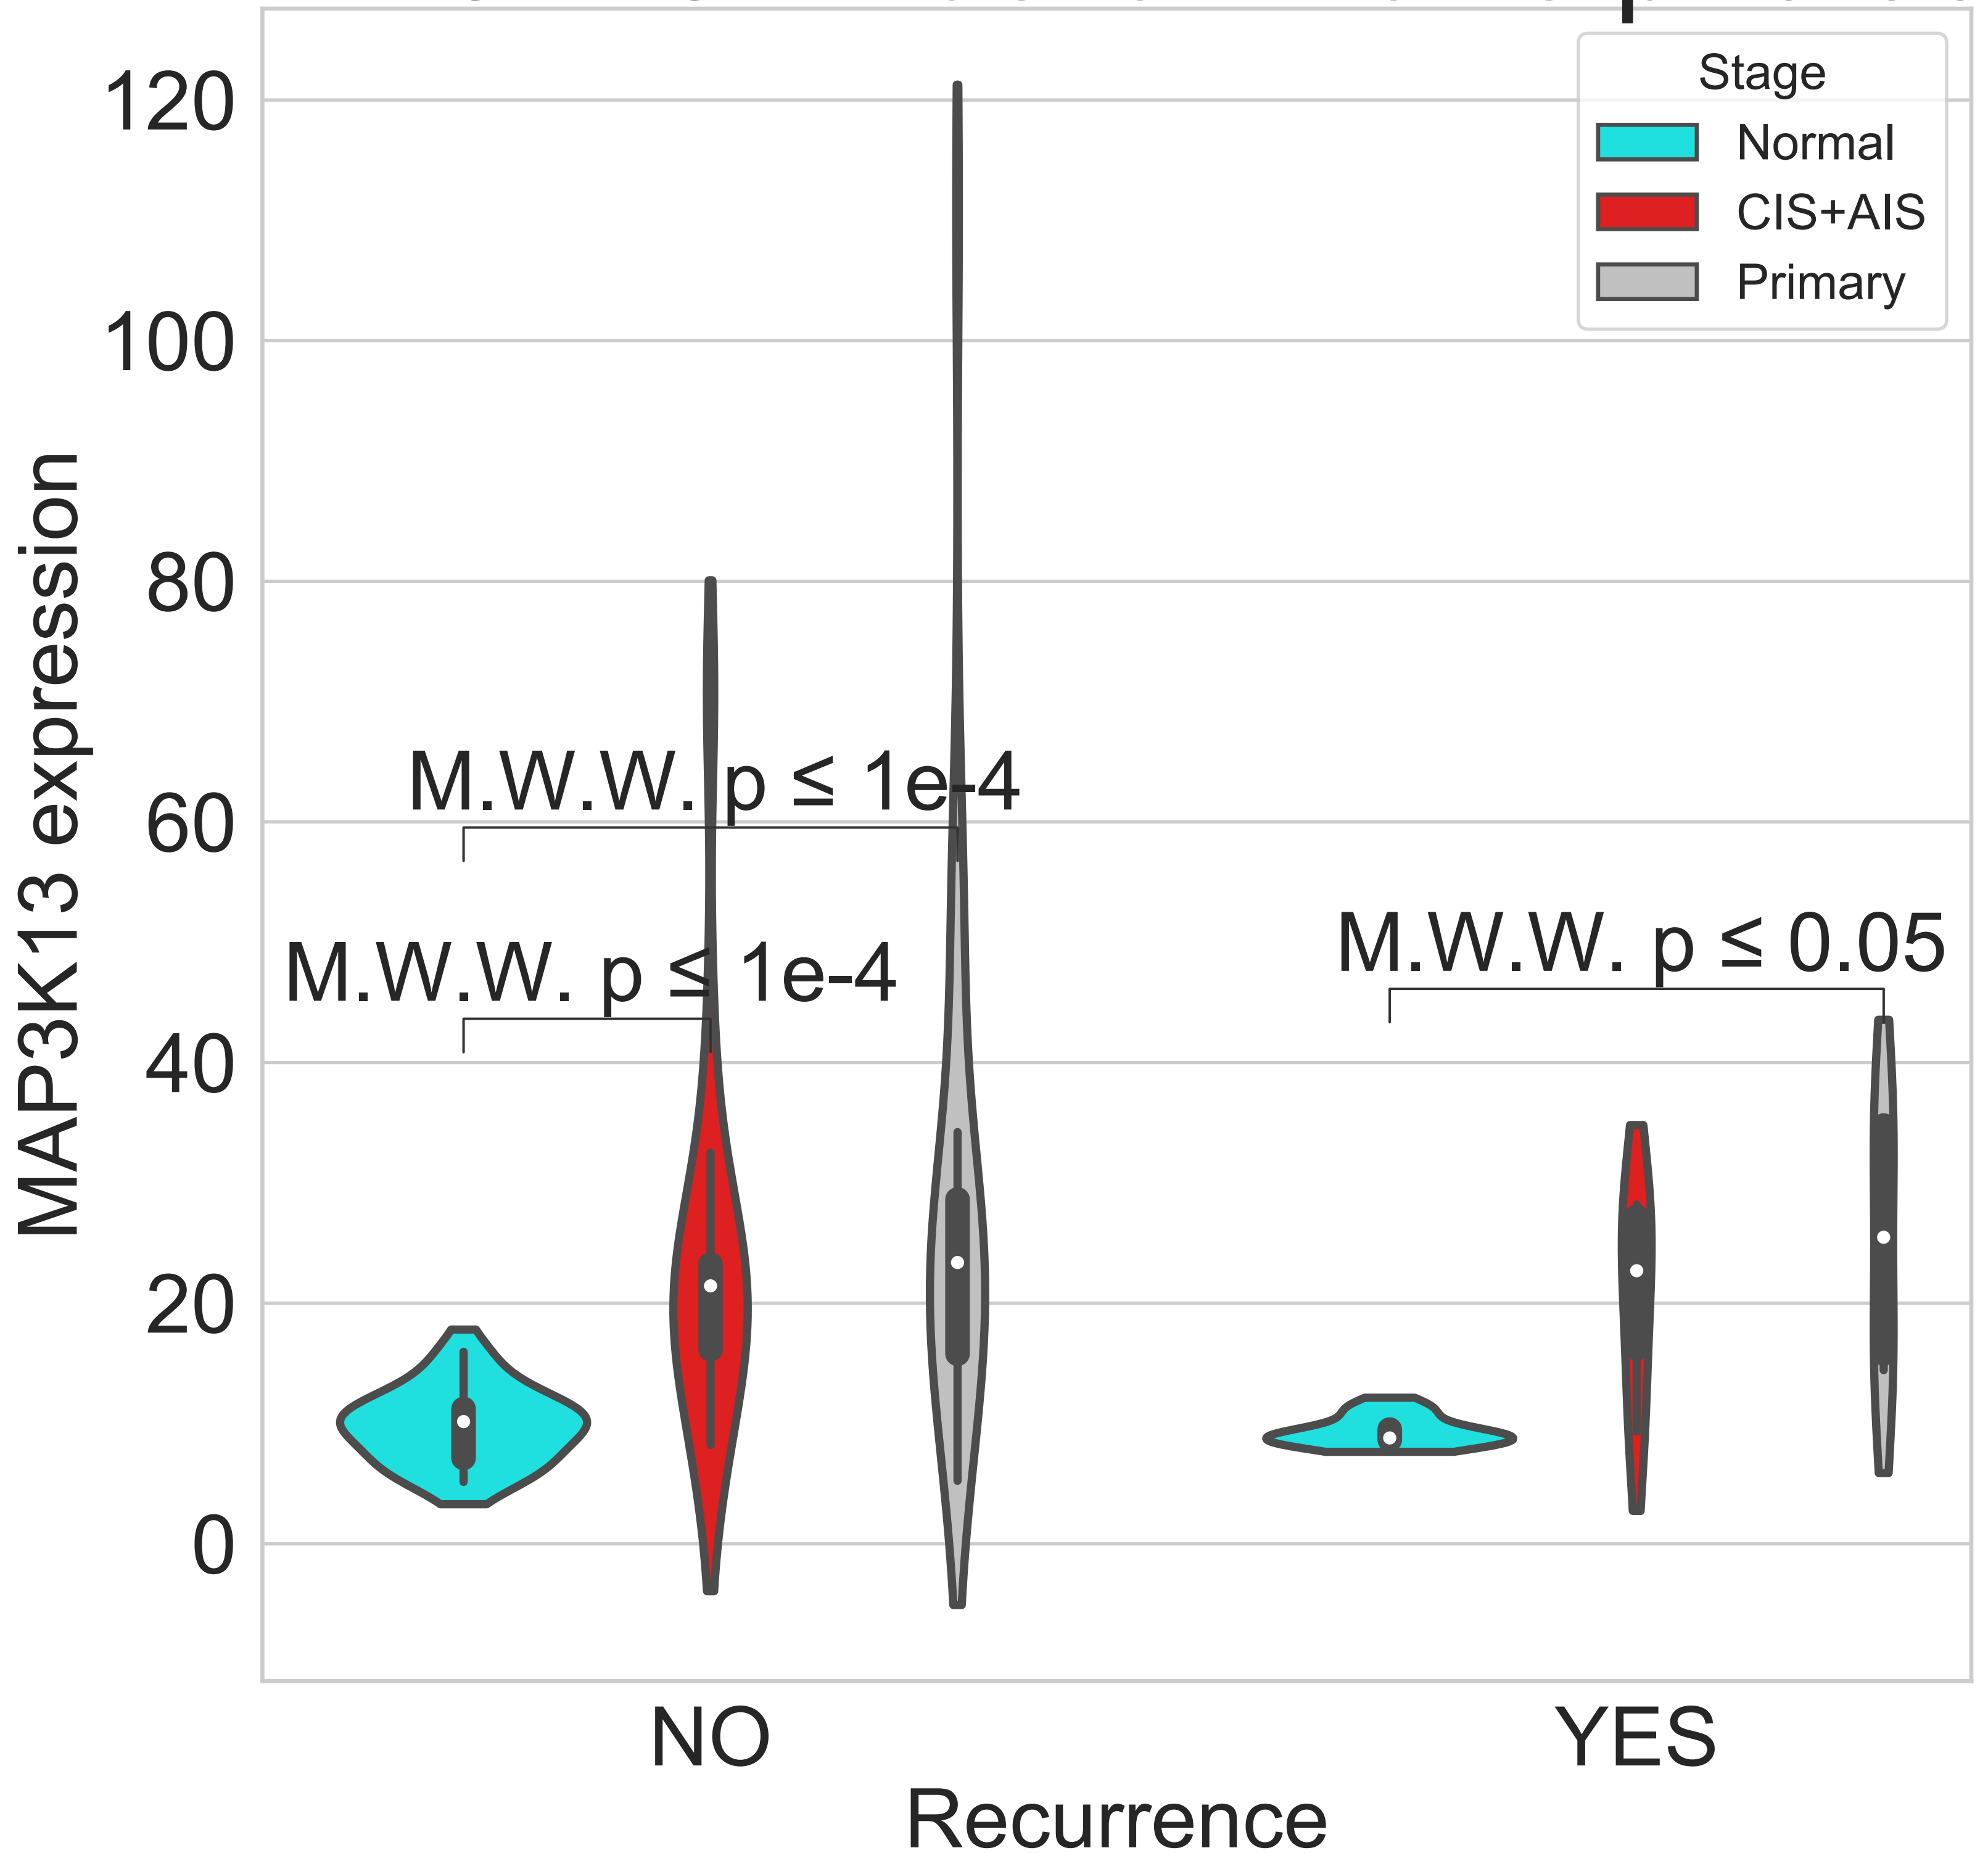 Stage
Normal
CIS+AIS
Primary
120
100
80
60
40
20
0
MAP3K13 expression
M.W.W. p ≤ 1e-4
M.W.W. p ≤ 1e-4
M.W.W. p ≤ 0.05
NO
YES
Recurrence